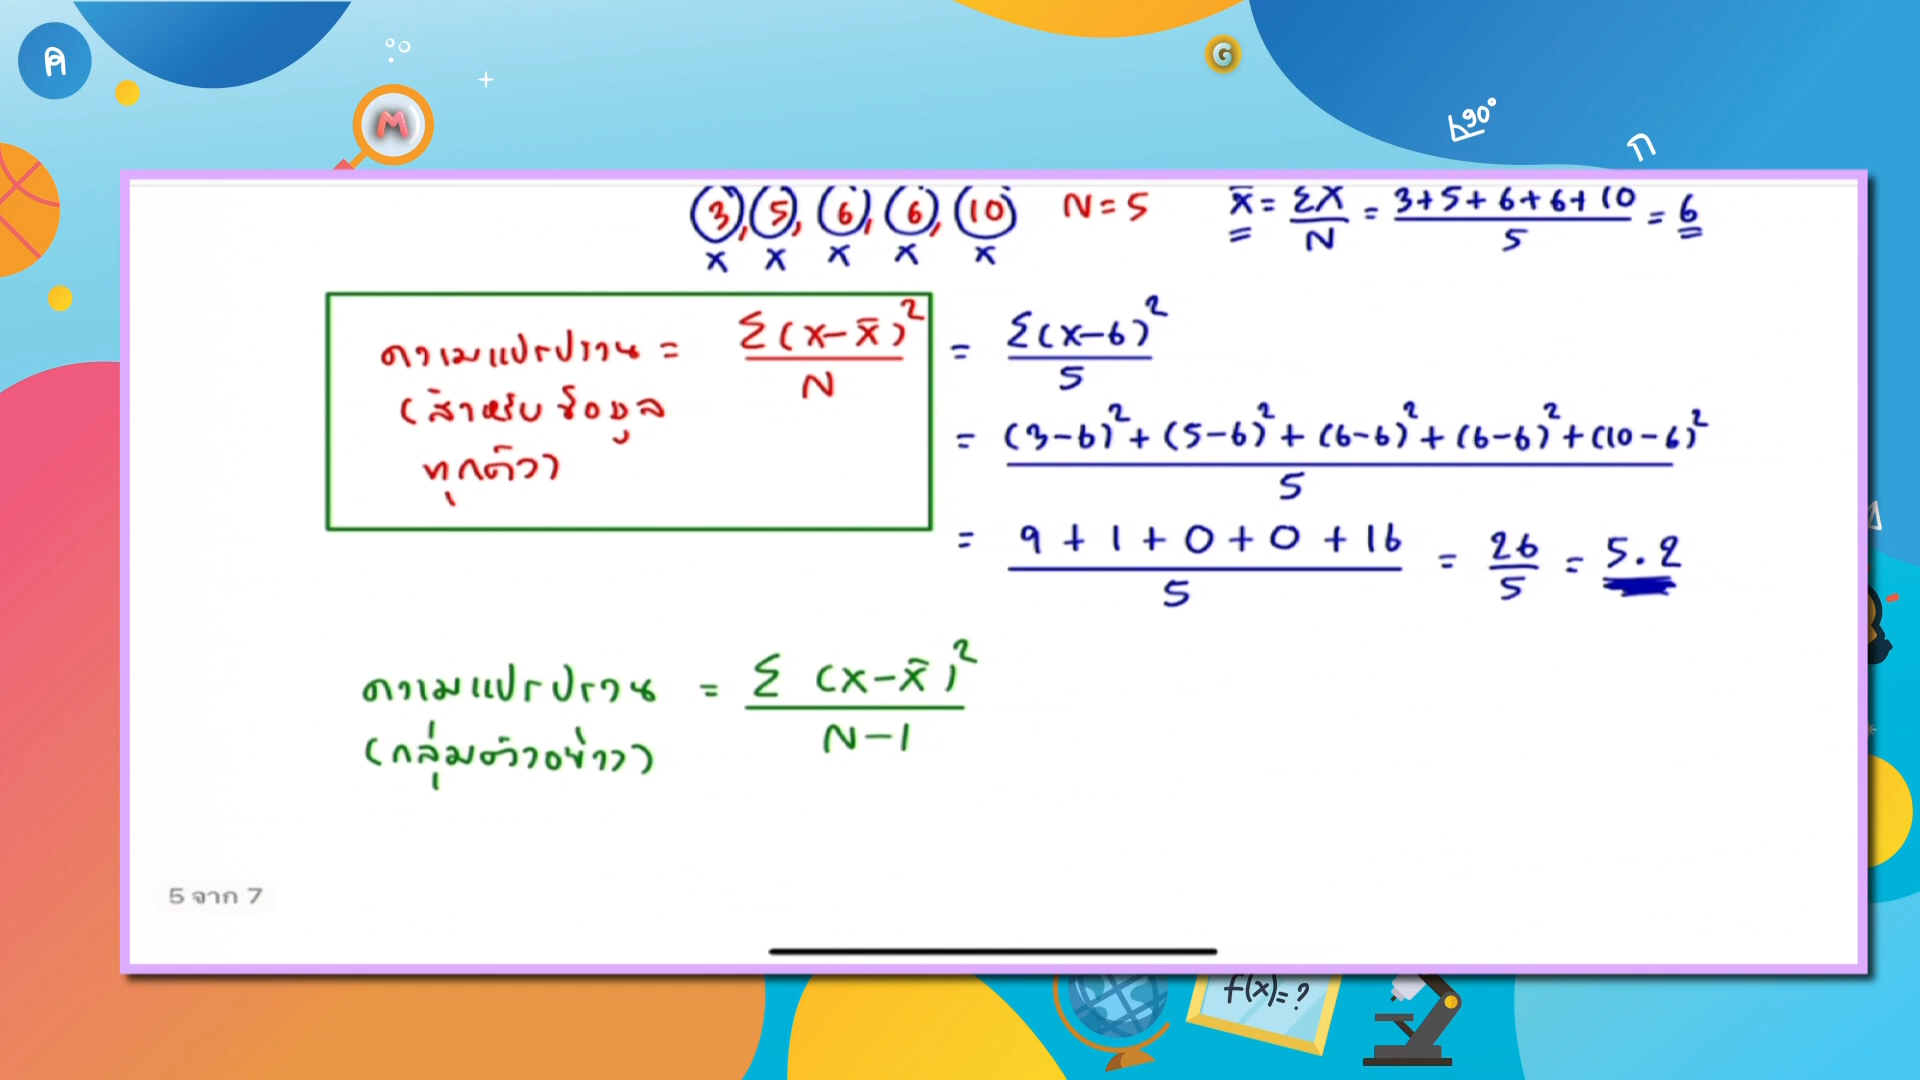 ค
M
G
90°
ก
3, 5, 6, 6, 10 N = 5 x̄ = Σx/N = (3+5+6+6+10)/5 = 6
x x x x x
ความแปรปรวน = Σ(x-x̄)²/N = Σ(x-6)²/5
(สำหรับข้อมูล
ทุกตัว)
= ((3-6)² + (5-6)² + (6-6)² + (6-6)² + (10-6)²)/5
= (9 + 1 + 0 + 0 + 16)/5 = 26/5 = 5.2
ความแปรปรวน = Σ (x-x̄)²/(N-1)
(กลุ่มตัวอย่าง)
5 จาก 7
f(x)=?